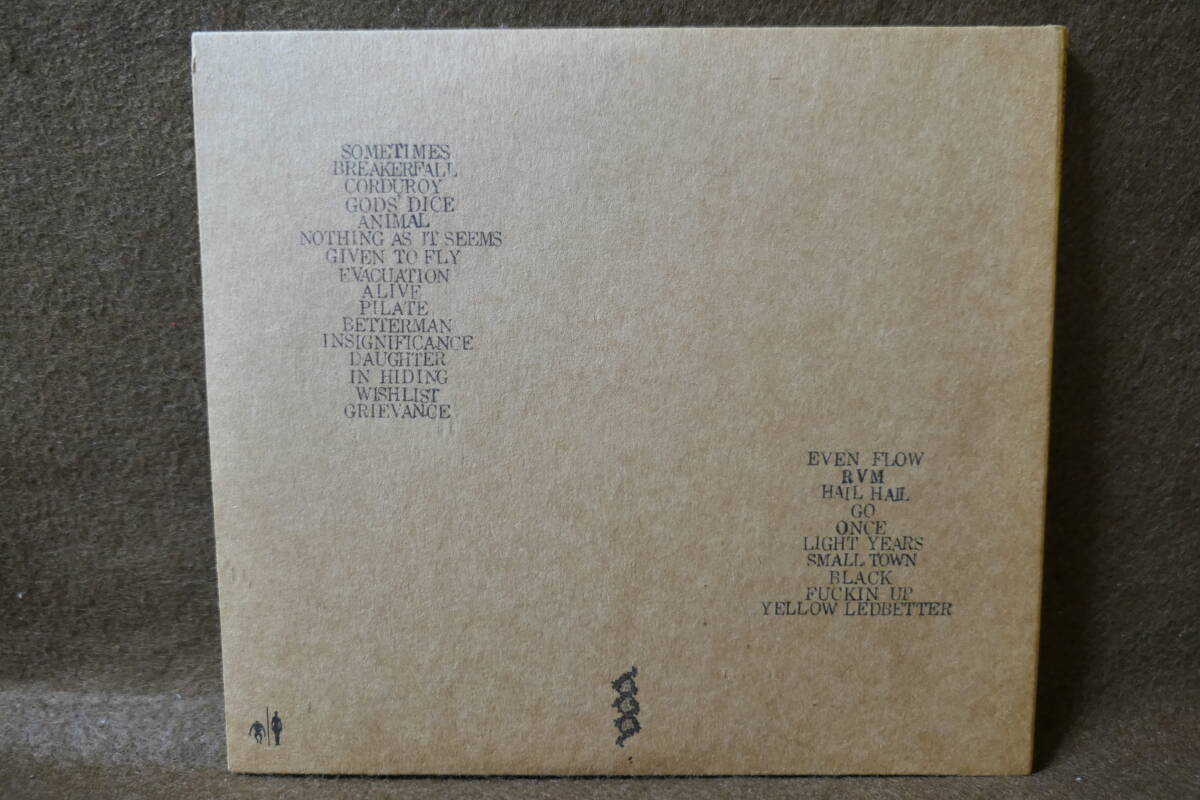 SOMETIMES
BREAKERFALL
CORDUROY
GODS' DICE
ANIMAL
NOTHING AS IT SEEMS
GIVEN TO FLY
EVACUATION
ALIVE
PILATE
BETTERMAN
INSIGNIFICANCE
DAUGHTER
IN HIDING
WISHLIST
GRIEVANCE
EVEN FLOW
RVM
HAIL HAIL
GO
ONCE
LIGHT YEARS
SMALL TOWN
BLACK
FUCKIN UP
YELLOW LEDBETTER